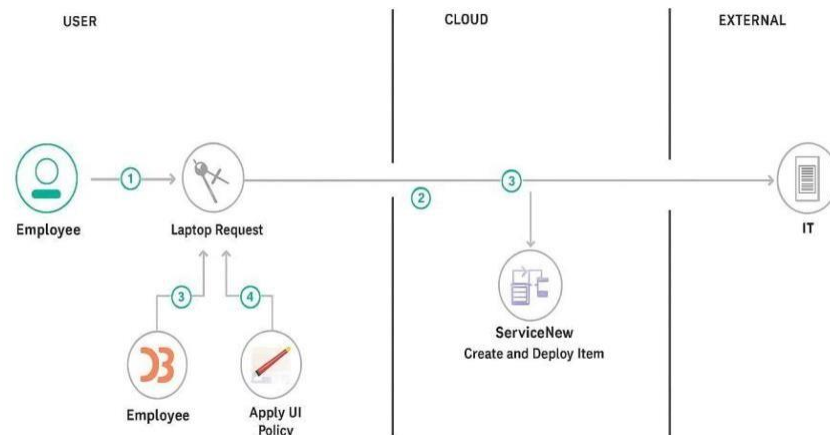 USER
CLOUD
EXTERNAL
1
3
2
Employee
Laptop Request
IT
3
4
ServiceNew
Create and Deploy Item
Employee
Apply UI
Policy